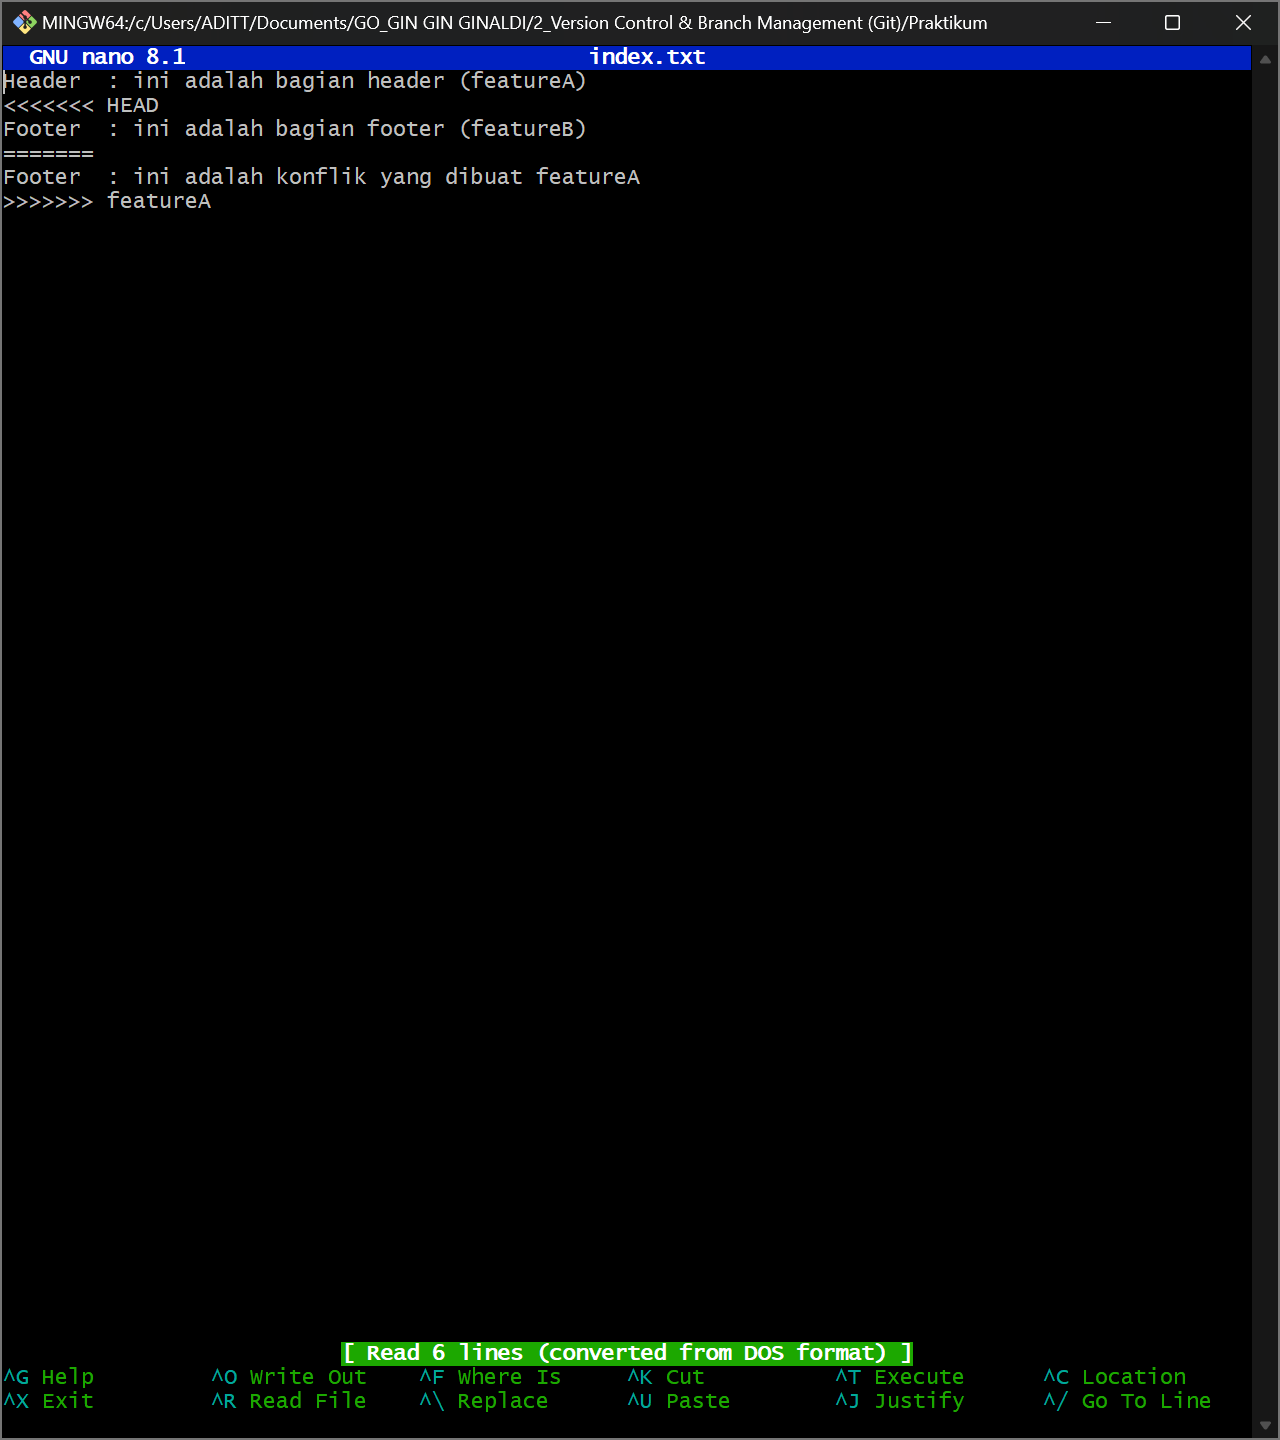 MINGW64:/c/Users/ADITT/Documents/GO_GIN GIN GINALDI/2_Version Control & Branch Management (Git)/Praktikum
GNU nano 8.1 index.txt
Header  : ini adalah bagian header (featureA)
<<<<<<< HEAD
Footer  : ini adalah bagian footer (featureB)
=======
Footer  : ini adalah konflik yang dibuat featureA
>>>>>>> featureA
[ Read 6 lines (converted from DOS format) ]
^G Help ^O Write Out ^F Where Is ^K Cut ^T Execute ^C Location
^X Exit ^R Read File ^\ Replace ^U Paste ^J Justify ^/ Go To Line